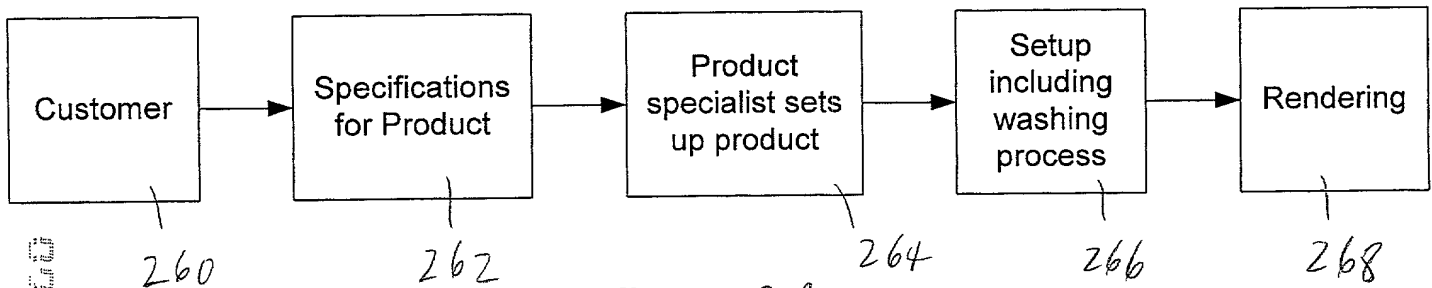 Customer
Specifications
for Product
Product
specialist sets
up product
Setup
including
washing
process
Rendering
260
262
264
266
268